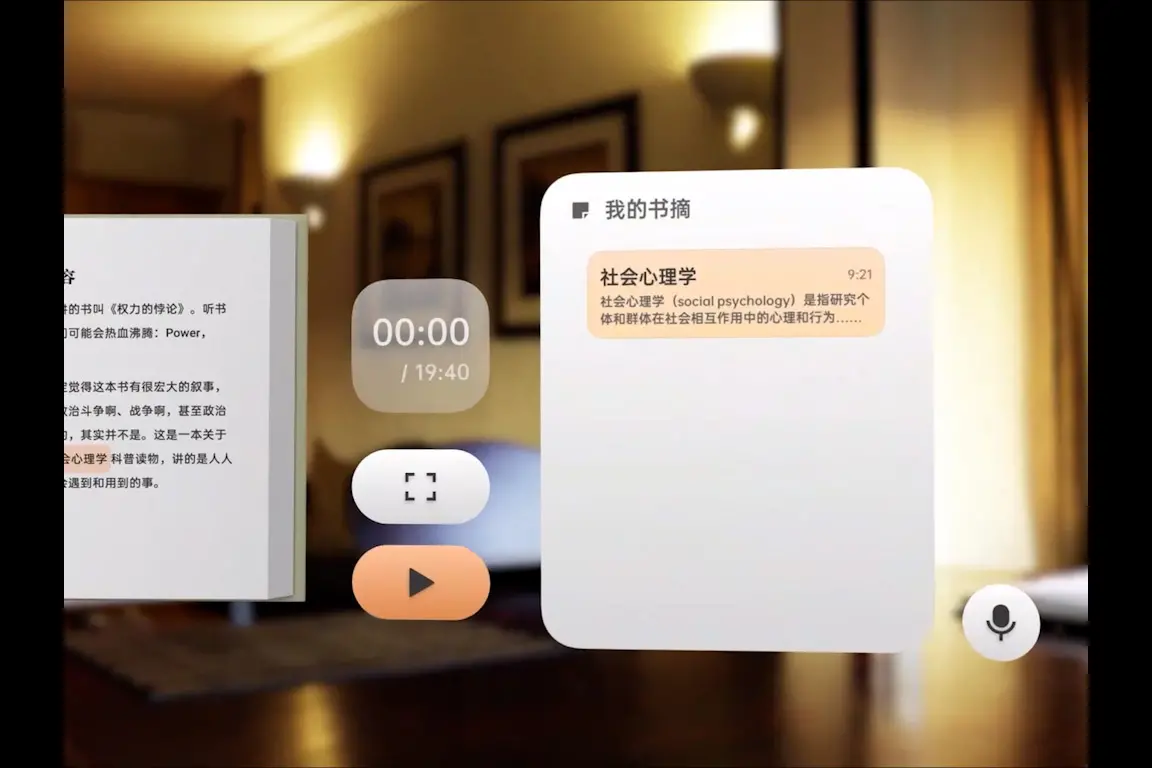 容
的书叫《权力的悖论》。听书
可能会热血沸腾：Power，
觉得这本书有很宏大的叙事，
政治斗争啊、战争啊，甚至政治
，其实并不是。这是一本关于
会心理学科普读物，讲的是人人
会遇到和用到的事。
00:00
/ 19:40
我的书摘
社会心理学
9:21
社会心理学（social psychology）是指研究个
体和群体在社会相互作用中的心理和行为......